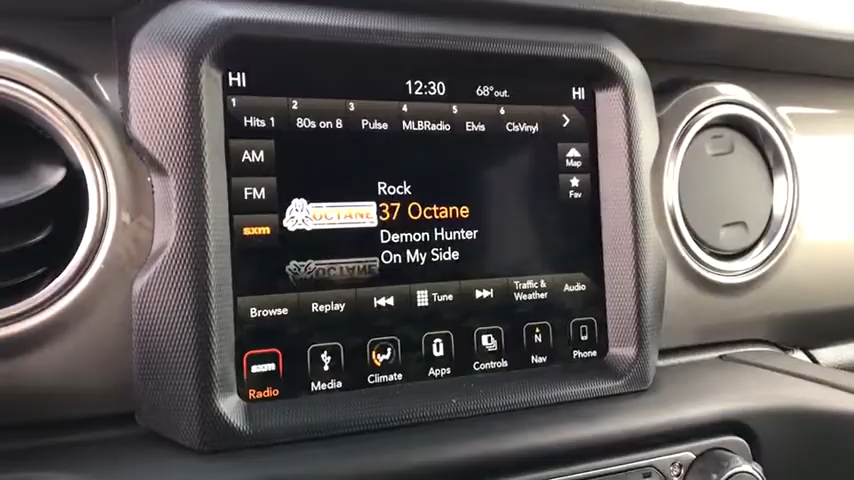 HI 12:30 68°out. HI
1 2 3 4 5 6
Hits 1 80s on 8 Pulse MLBRadio Elvis ClsVinyl
AM
Map
FM
Fav
sxm
Rock
OCTANE 37 Octane
Demon Hunter
On My Side
Browse Replay Tune Traffic & Weather Audio
sxm
Radio Media Climate Apps Controls Nav Phone
N